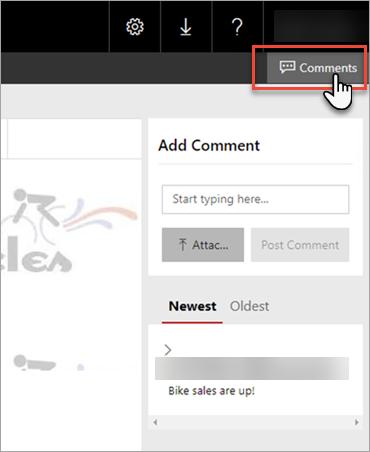 ?
Comments
Add Comment
Start typing here...
Attac...
Post Comment
Newest Oldest
Bike sales are up!